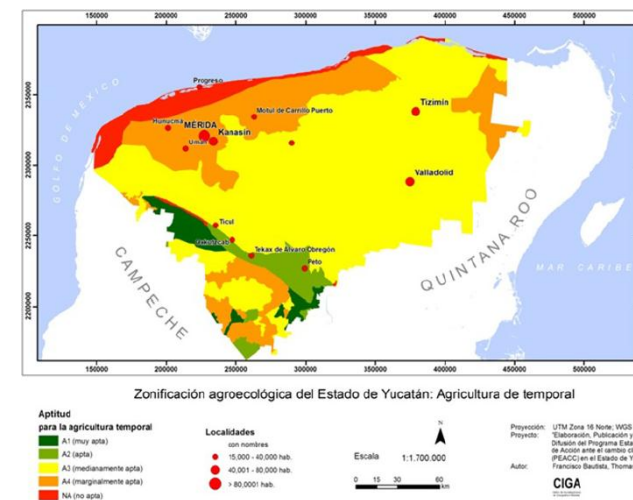 150000 200000 250000 300000 350000 400000 450000 500000
2350000
2300000
2250000
2200000
2350000
2300000
2250000
2200000
GOLFO DE MÉXICO
Progreso
Motul de Carrillo Puerto
Tizimín
Hunucmá
MÉRIDA
Kanasín
Umán
Valladolid
Ticul
Oxkutzcab
Tekax de Álvaro Obregón
Peto
CAMPECHE
QUINTANA ROO
MAR CARIBE
150000 200000 250000 300000 350000 400000 450000 500000
Zonificación agroecológica del Estado de Yucatán: Agricultura de temporal
Aptitud
para la agricultura temporal
A1 (muy apta)
A2 (apta)
A3 (medianamente apta)
A4 (marginalmente apta)
NA (no apta)
Localidades
con nombres
15,000 - 40,000 hab.
40,001 - 80,000 hab.
> 80,0001 hab.
N
Escala 1:1.700.000
0 15 30 60
km
Proyección: UTM Zona 16 Norte; WGS
Proyecto: "Elaboración, Publicación y
Difusión del Programa Esta
de Acción ante el cambio cl
(PEACC) en el Estado de Y
Autor: Francisco Bautista, Thoma
CIGA